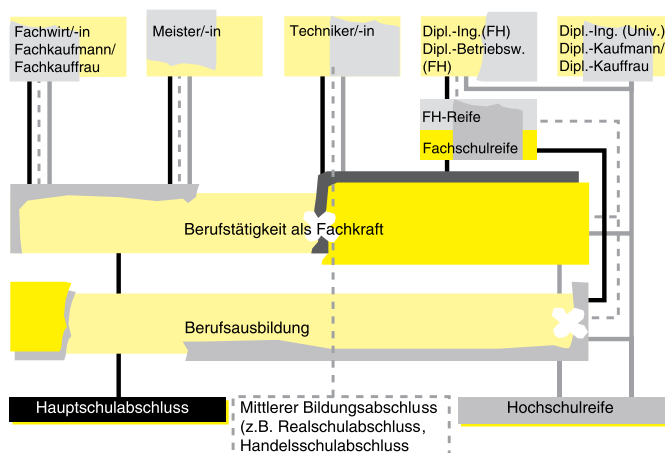 Fachwirt/-in
Fachkaufmann/
Fachkauffrau
Meister/-in
Techniker/-in
Dipl.-Ing.(FH)
Dipl.-Betriebsw.
(FH)
Dipl.-Ing. (Univ.)
Dipl.-Kaufmann/
Dipl.-Kauffrau
FH-Reife
Fachschulreife
Berufstätigkeit als Fachkraft
Berufsausbildung
Hauptschulabschluss
Mittlerer Bildungsabschluss
(z.B. Realschulabschluss,
Handelsschulabschluss
Hochschulreife